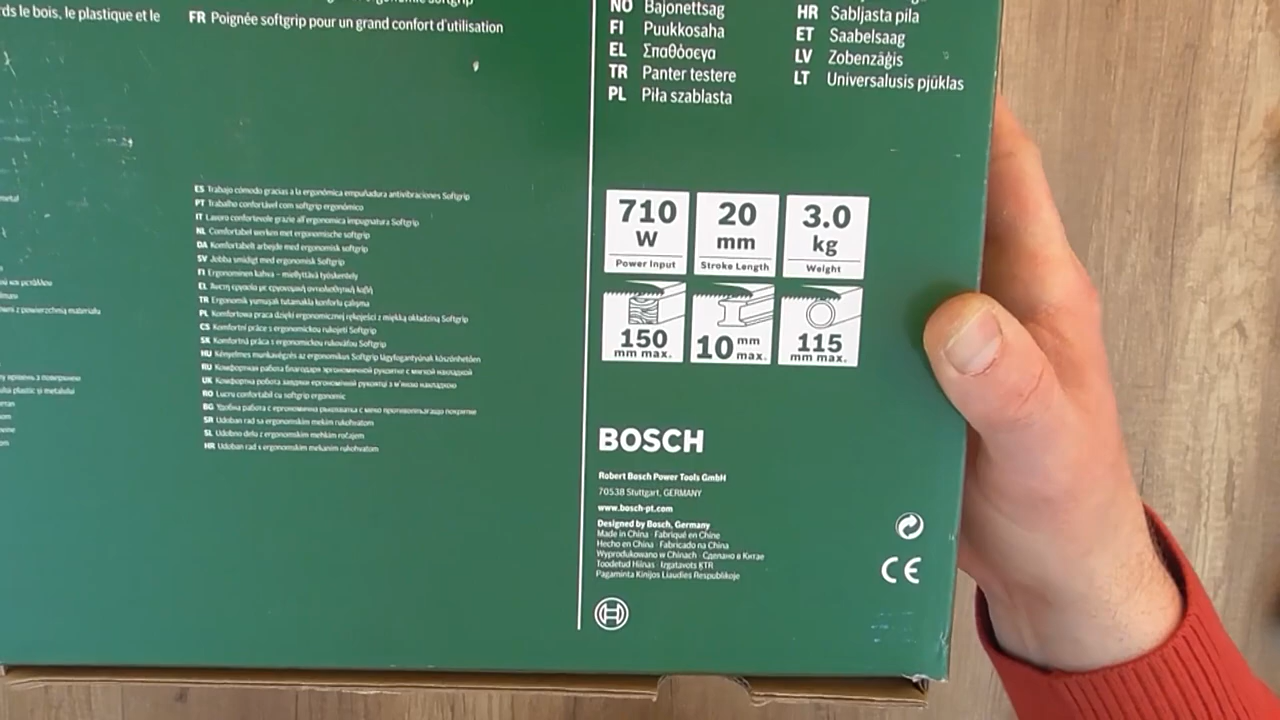 rds le bois, le plastique et le
FR Poignée softgrip pour un grand confort d'utilisation
NO Bajonettsag
FI Puukkosaha
EL Σπαθόσεγα
TR Panter testere
PL Piła szablasta
HR Sabljasta pila
ET Saabelsaag
LV Zobenzāģis
LT Universalusis pjūklas
ES Trabajo cómodo gracias a la ergonómica empuñadura antivibraciones Softgrip
PT Trabalho confortável com softgrip ergonómico
IT Lavoro confortevole grazie all'ergonomica impugnatura Softgrip
NL Comfortabel werken met ergonomische softgrip
DA Komfortabelt arbejde med ergonomisk softgrip
SV Jobba smidigt med ergonomisk Softgrip
FI Ergonominen kahva – miellyttävä työskentely
EL Άνετη εργασία με εργονομική αντιολισθητική λαβή
TR Ergonomik yumuşak tutamakla konforlu çalışma
PL Komfortowa praca dzięki ergonomicznej rękojeści z miękką okładziną Softgrip
CS Komfortní práce s ergonomickou rukojetí Softgrip
SK Komfortná práca s ergonomickou rukoväťou Softgrip
HU Kényelmes munkavégzés az ergonomikus Softgrip lágyfogantyúnak köszönhetően
RU Комфортная работа благодаря эргономичной рукоятке с мягкой накладкой
UK Комфортна робота завдяки ергономічній рукоятці з м'якою накладкою
RO Lucru confortabil cu softgrip ergonomic
BG Удобна работа с ергономична ръкохватка с меко противоплъзгащо покритие
SR Udoban rad sa ergonomskim mekim rukohvatom
SL Udobno delo z ergonomskim mehkim ročajem
HR Udoban rad s ergonomskim mekanim rukohvatom
710 W Power Input
20 mm Stroke Length
3.0 kg Weight
150 mm max.
10 mm max.
115 mm max.
BOSCH
Robert Bosch Power Tools GmbH
70538 Stuttgart, GERMANY
www.bosch-pt.com
Designed by Bosch, Germany
Made in China · Fabriqué en Chine
Hecho en China · Fabricado na China
Wyprodukowano w Chinach · Сделано в Китае
Toodetud Hiinas · Izgatavots ĶTR
Pagaminta Kinijos Liaudies Respublikoje
CE